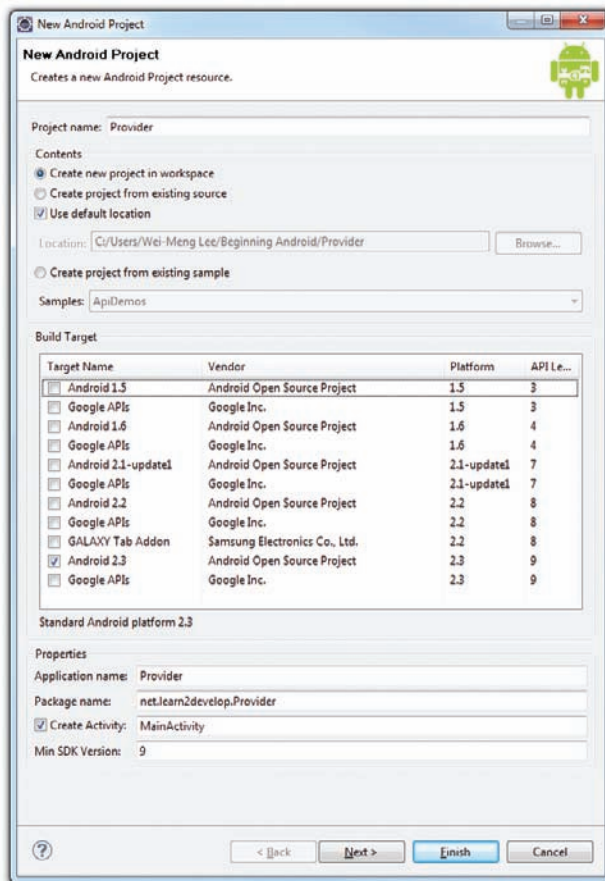 New Android Project
New Android Project
Creates a new Android Project resource.
Project name: Provider
Contents
Create new project in workspace
Create project from existing source
Use default location
Location: C:/Users/Wei-Meng Lee/Beginning Android/Provider Browse...
Create project from existing sample
Samples: ApiDemos
Build Target
Target Name Vendor Platform API Le...
Android 1.5 Android Open Source Project 1.5 3
Google APIs Google Inc. 1.5 3
Android 1.6 Android Open Source Project 1.6 4
Google APIs Google Inc. 1.6 4
Android 2.1-update1 Android Open Source Project 2.1-update1 7
Google APIs Google Inc. 2.1-update1 7
Android 2.2 Android Open Source Project 2.2 8
Google APIs Google Inc. 2.2 8
GALAXY Tab Addon Samsung Electronics Co., Ltd. 2.2 8
Android 2.3 Android Open Source Project 2.3 9
Google APIs Google Inc. 2.3 9
Standard Android platform 2.3
Properties
Application name: Provider
Package name: net.learn2develop.Provider
Create Activity: MainActivity
Min SDK Version: 9
? < Back Next > Finish Cancel